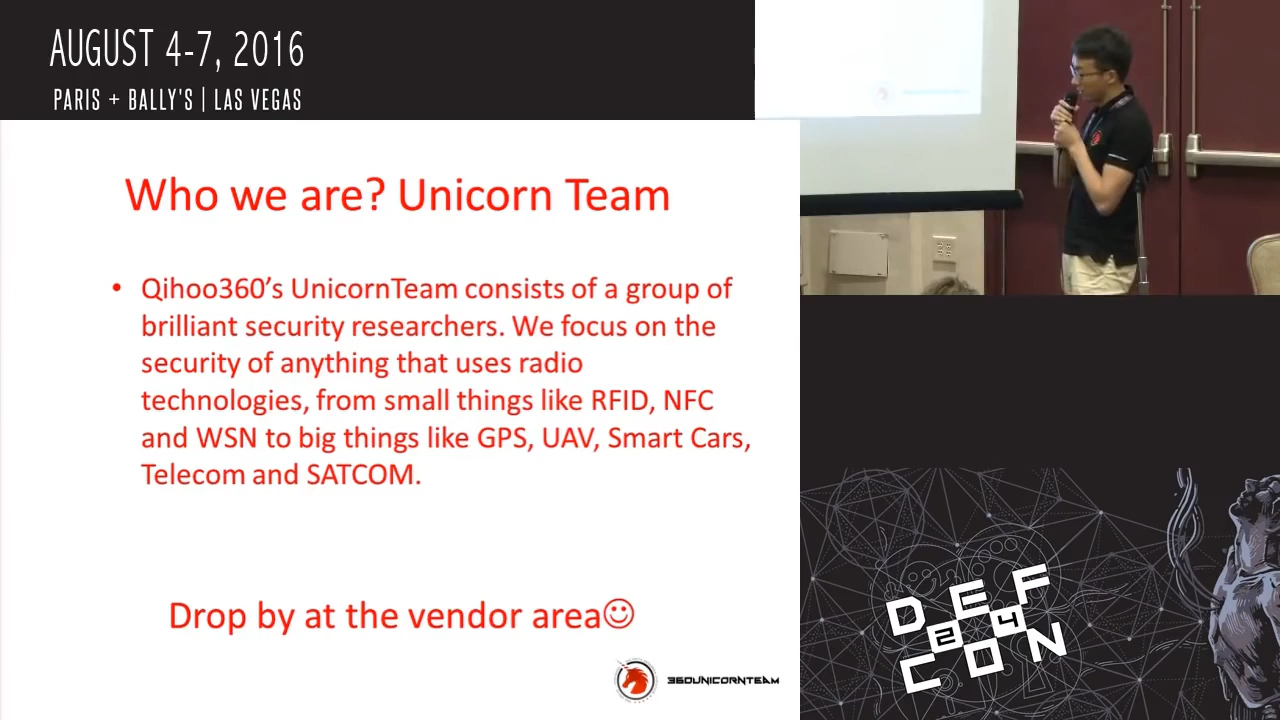 AUGUST 4-7, 2016
PARIS + BALLY'S | LAS VEGAS
Who we are? Unicorn Team
• Qihoo360's UnicornTeam consists of a group of
brilliant security researchers. We focus on the
security of anything that uses radio
technologies, from small things like RFID, NFC
and WSN to big things like GPS, UAV, Smart Cars,
Telecom and SATCOM.
Drop by at the vendor area☺
360UNICORNTEAM
DEF
24
CON